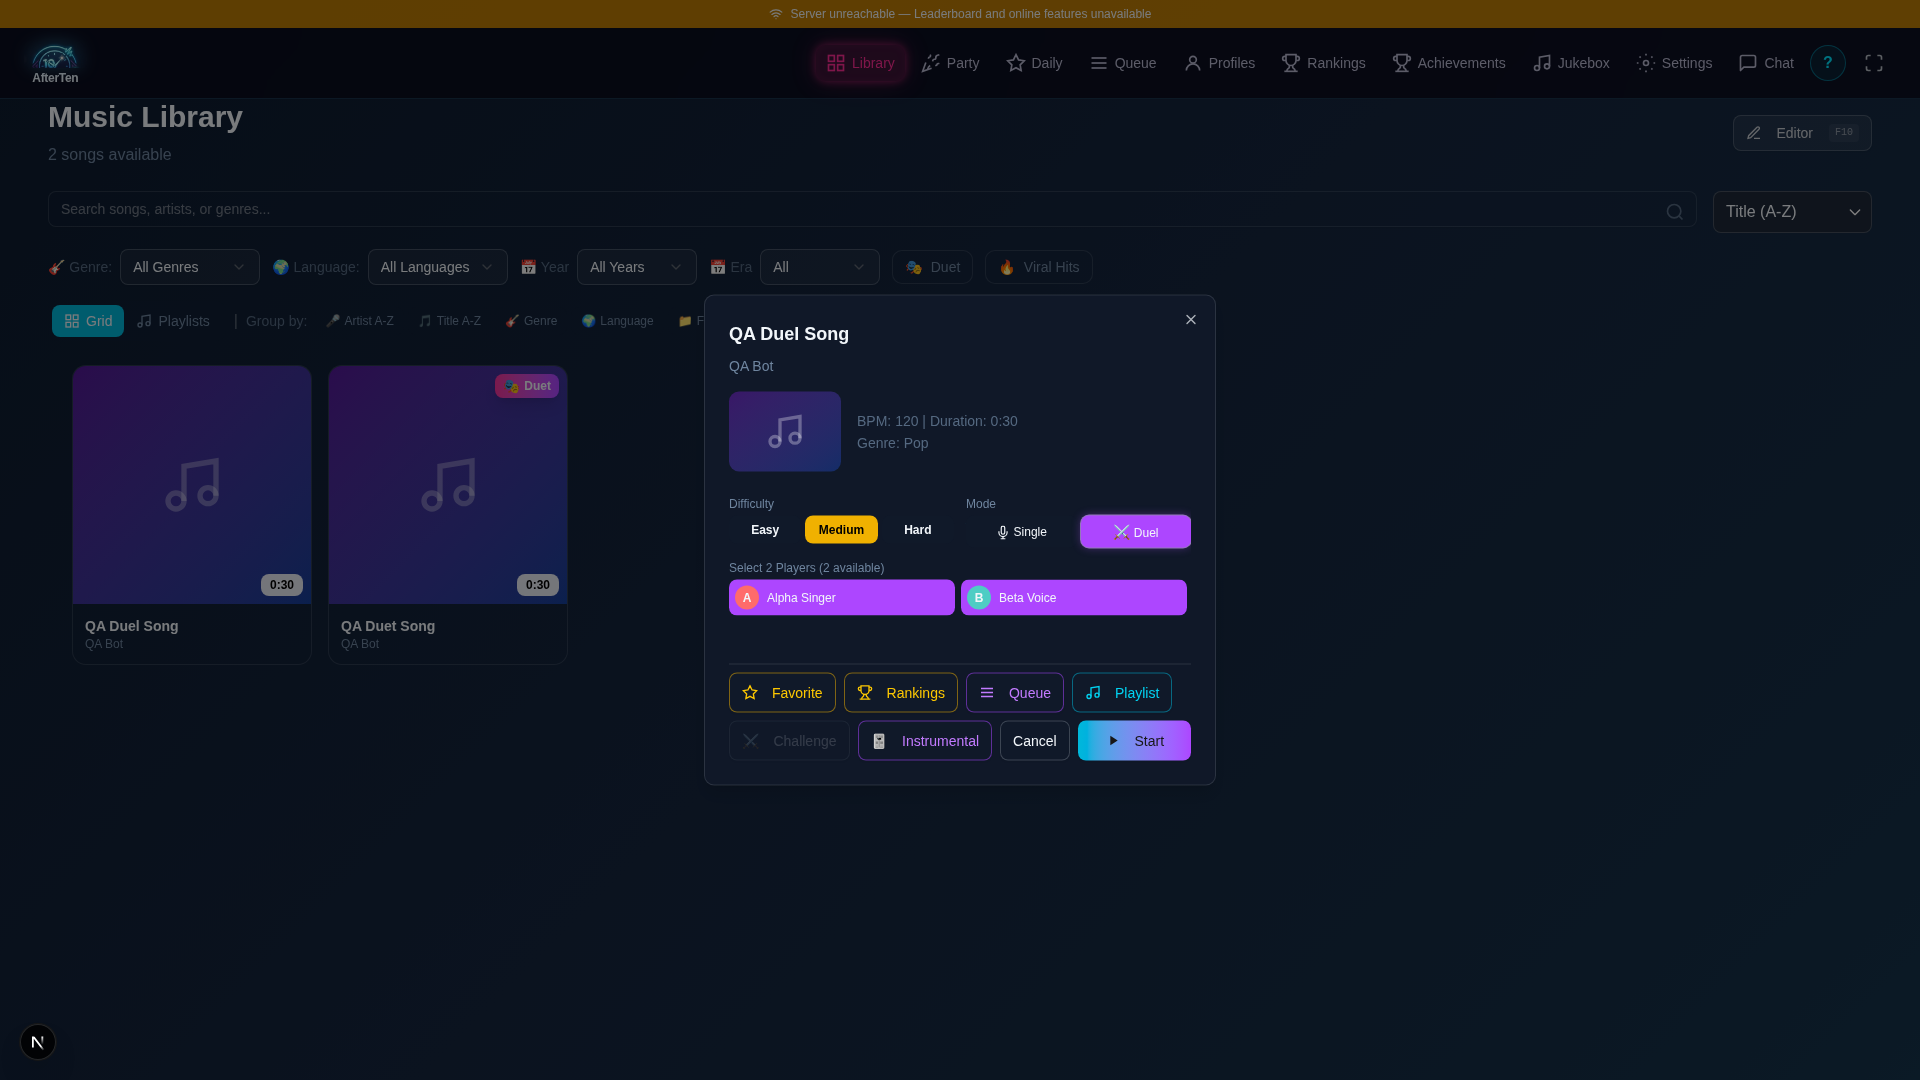 Server unreachable — Leaderboard and online features unavailable
AfterTen
Library
Party
Daily
Queue
Profiles
Rankings
Achievements
Jukebox
Settings
Chat
?
Music Library
2 songs available
Editor F10
Search songs, artists, or genres...
Title (A-Z)
Genre: All Genres
Language: All Languages
Year All Years
Era All
Duet
Viral Hits
Grid
Playlists
| Group by:
Artist A-Z
Title A-Z
Genre
Language
F
Duet
0:30
0:30
QA Duel Song
QA Bot
QA Duet Song
QA Bot
QA Duel Song
QA Bot
BPM: 120 | Duration: 0:30
Genre: Pop
Difficulty
Easy
Medium
Hard
Mode
Single
Duel
Select 2 Players (2 available)
A Alpha Singer
B Beta Voice
Favorite
Rankings
Queue
Playlist
Challenge
Instrumental
Cancel
Start
N